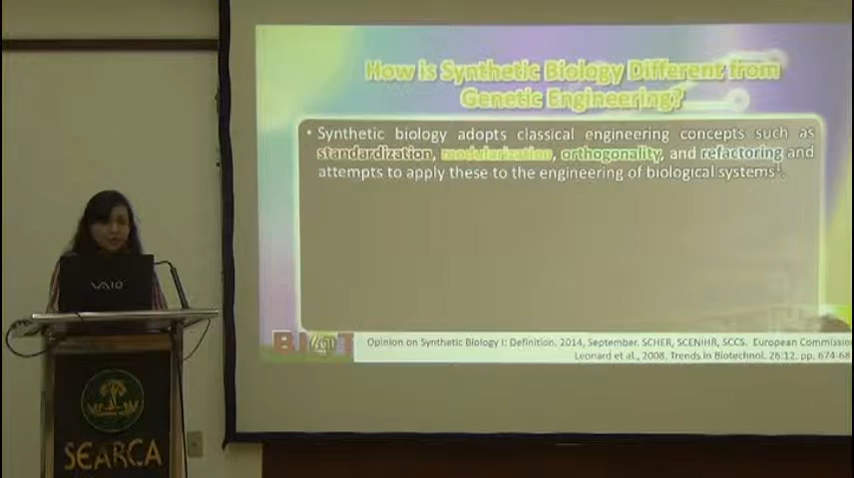 How is Synthetic Biology Different from
Genetic Engineering?
• Synthetic biology adopts classical engineering concepts such as
standardization, modularization, orthogonality, and refactoring and
attempts to apply these to the engineering of biological systems¹.
Opinion on Synthetic Biology I: Definition. 2014, September. SCHER, SCENIHR, SCCS. European Commissio
Leonard et al., 2008, Trends in Biotechnol. 26:12. pp. 674-68
VAIO
SEARCA